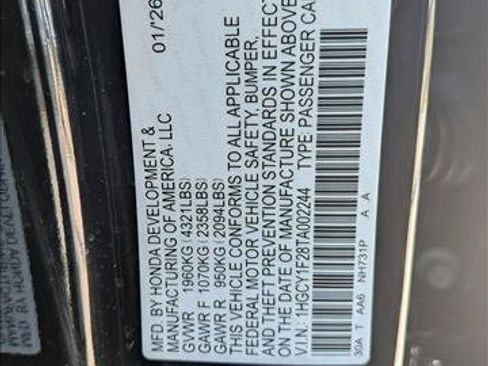 MFD. BY HONDA DEVELOPMENT & 01/26
MANUFACTURING OF AMERICA. LLC
GVWR 1960KG (4321LBS)
GAWR F 1070KG (2358LBS)
GAWR R 950KG (2094LBS)
THIS VEHICLE CONFORMS TO ALL APPLICABLE
FEDERAL MOTOR VEHICLE SAFETY, BUMPER,
AND THEFT PREVENTION STANDARDS IN EFFECT
ON THE DATE OF MANUFACTURE SHOWN ABOVE
V.I.N.: 1HGCY1F28TA002244 TYPE: PASSENGER CA
30A T AA6 NH731P A A